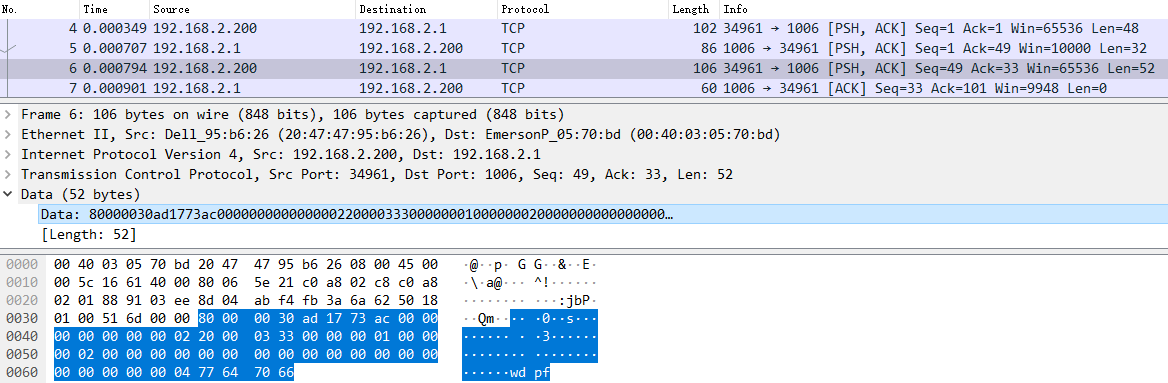 No. Time Source Destination Protocol Length Info
4 0.000349 192.168.2.200 192.168.2.1 TCP 102 34961 → 1006 [PSH, ACK] Seq=1 Ack=1 Win=65536 Len=48
5 0.000707 192.168.2.1 192.168.2.200 TCP 86 1006 → 34961 [PSH, ACK] Seq=1 Ack=49 Win=10000 Len=32
6 0.000794 192.168.2.200 192.168.2.1 TCP 106 34961 → 1006 [PSH, ACK] Seq=49 Ack=33 Win=65536 Len=52
7 0.000901 192.168.2.1 192.168.2.200 TCP 60 1006 → 34961 [ACK] Seq=33 Ack=101 Win=9948 Len=0
Frame 6: 106 bytes on wire (848 bits), 106 bytes captured (848 bits)
Ethernet II, Src: Dell_95:b6:26 (20:47:47:95:b6:26), Dst: EmersonP_05:70:bd (00:40:03:05:70:bd)
Internet Protocol Version 4, Src: 192.168.2.200, Dst: 192.168.2.1
Transmission Control Protocol, Src Port: 34961, Dst Port: 1006, Seq: 49, Ack: 33, Len: 52
Data (52 bytes)
Data: 80000030ad1773ac00000000000000022000033300000001000000020000000000000000…
[Length: 52]
0000 00 40 03 05 70 bd 20 47 47 95 b6 26 08 00 45 00 ·@··p· G G··&··E·
0010 00 5c 16 61 40 00 80 06 5e 21 c0 a8 02 c8 c0 a8 ·\·a@··· ^!······
0020 02 01 88 91 03 ee 8d 04 ab f4 fb 3a 6a 62 50 18 ········ ···:jbP·
0030 01 00 51 6d 00 00 80 00 00 30 ad 17 73 ac 00 00 ··Qm···· ·0··s···
0040 00 00 00 00 00 02 20 00 03 33 00 00 00 01 00 00 ······ · ·3······
0050 00 02 00 00 00 00 00 00 00 00 00 00 00 00 00 00 ········ ········
0060 00 00 00 00 00 04 77 64 70 66 ······wd pf